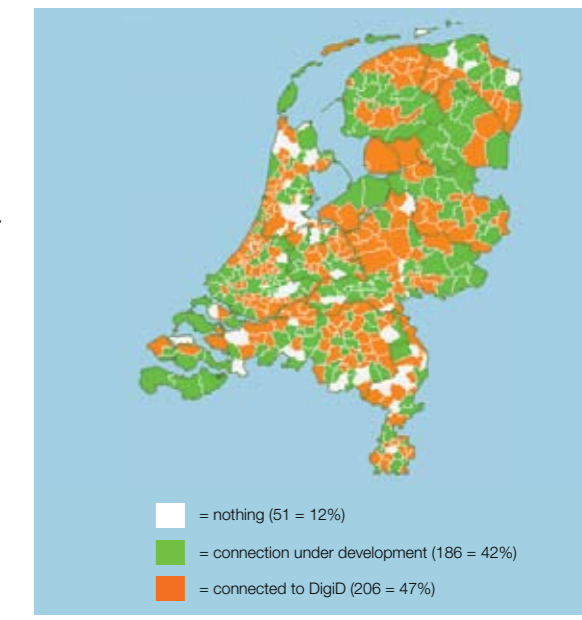 = nothing (51 = 12%)
= connection under development (186 = 42%)
= connected to DigiD (206 = 47%)